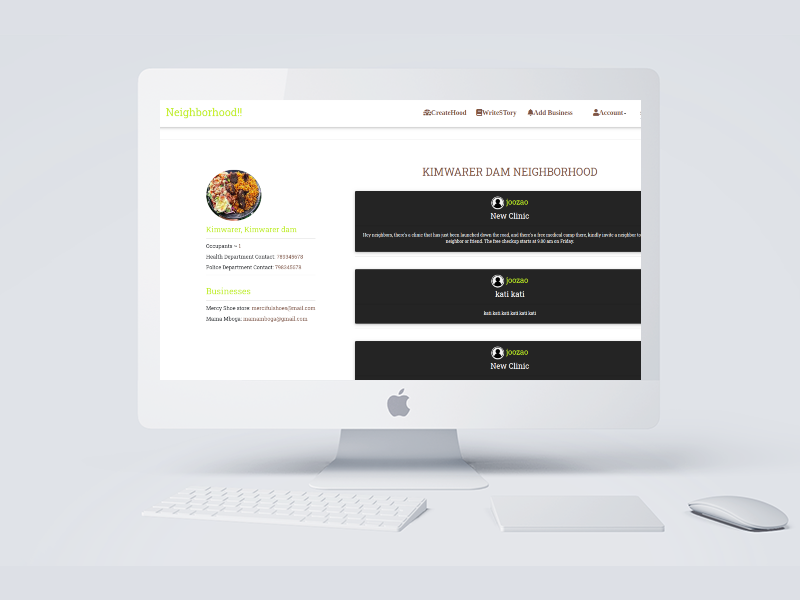 Neighborhood!!
CreateHood WriteSTory Add Business Account
KIMWARER DAM NEIGHBORHOOD
joozao
New Clinic
Hey neighbors, there's a clinic that has just been launched down the road, and there's a free medical camp there, kindly invite a neighbor to
neighbor or friend. The free checkup starts at 9.00 am on Friday.
Kimwarer, Kimwarer dam
Occupants = 1
Health Department Contact: 789345678
Police Department Contact: 798345678
Businesses
Mercy Shoe store: mercifulshoes@mail.com
Mama Mboga: mamamboga@gmail.com
joozao
kati kati
kati kati kati kati kati kati
joozao
New Clinic